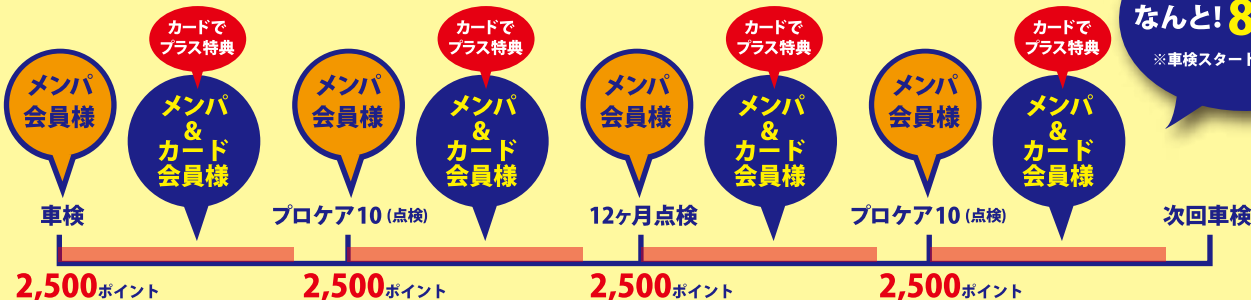 カードで
プラス特典
カードで
プラス特典
カードで
プラス特典
カードで
プラス特典
なんと!8
※車検スタート
メンパ
会員様
メンパ
&
カード
会員様
メンパ
会員様
メンパ
&
カード
会員様
メンパ
会員様
メンパ
&
カード
会員様
メンパ
会員様
メンパ
&
カード
会員様
車検
プロケア10(点検)
12ヶ月点検
プロケア10(点検)
次回車検
2,500ポイント
2,500ポイント
2,500ポイント
2,500ポイント